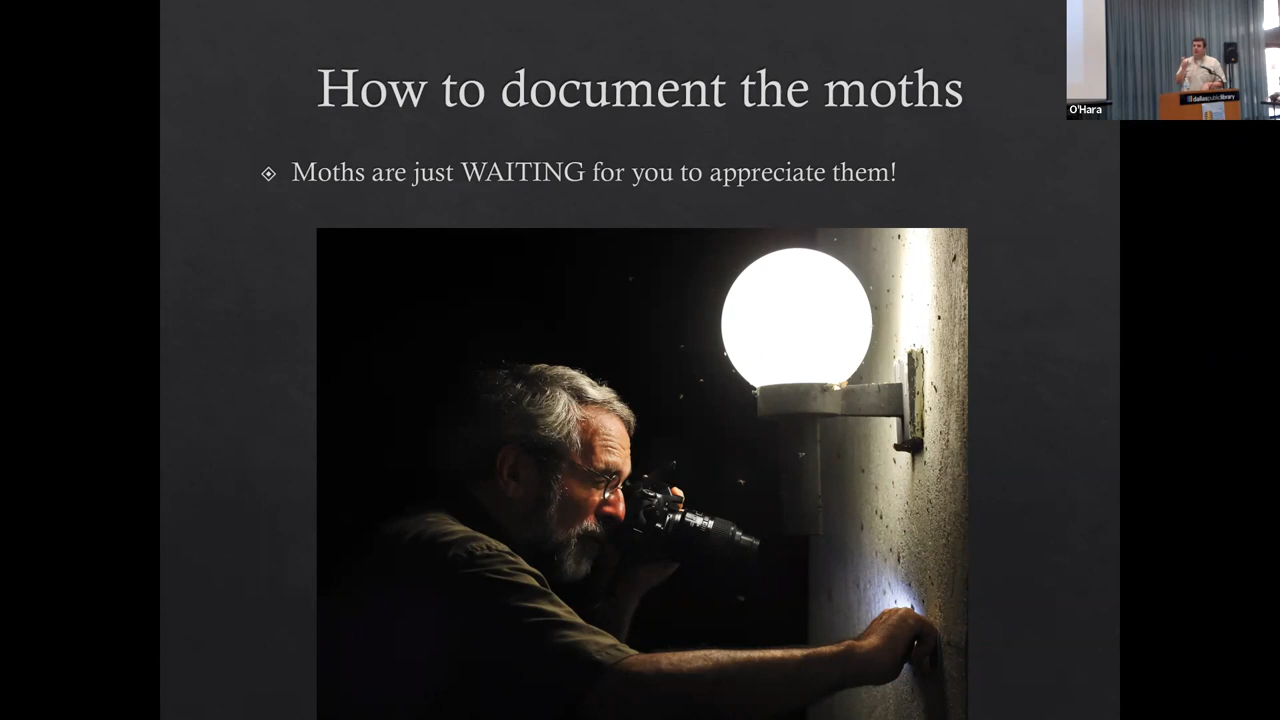 How to document the moths
Moths are just WAITING for you to appreciate them!
O'Hara
dallaspubliclibrary